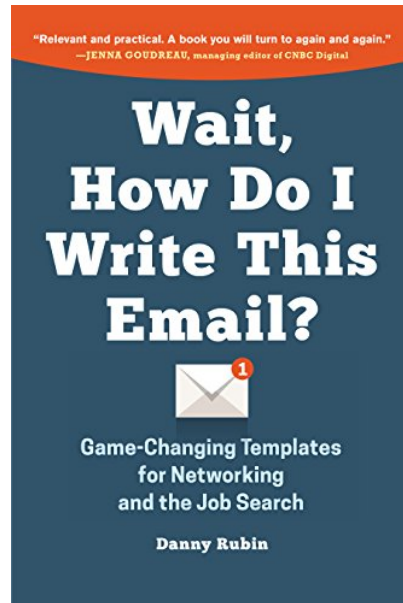 “Relevant and practical. A book you will turn to again and again.”
—JENNA GOUDREAU, managing editor of CNBC Digital
Wait,
How Do I
Write This
Email?
1
Game-Changing Templates
for Networking
and the Job Search
Danny Rubin